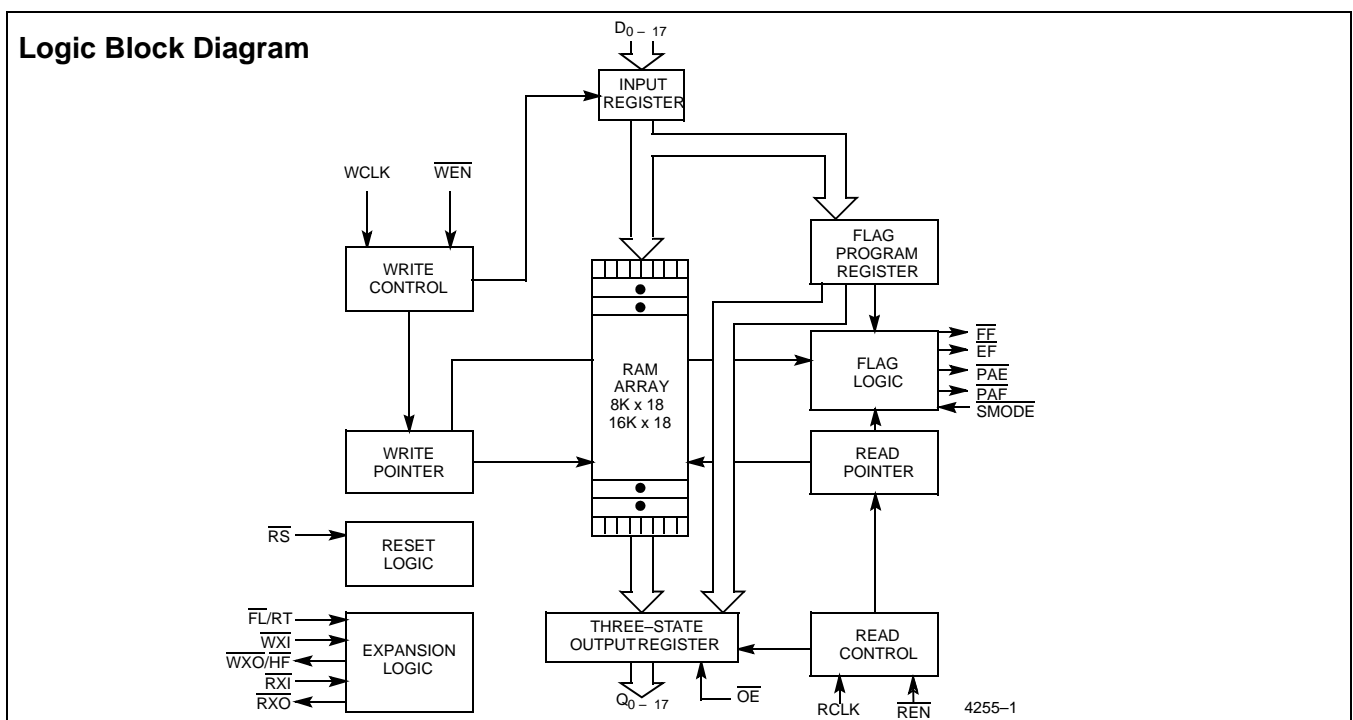 Logic Block Diagram
D0 – 17
INPUT
REGISTER
WCLK
WEN
FLAG
PROGRAM
REGISTER
WRITE
CONTROL
FF
EF
PAE
PAF
SMODE
FLAG
LOGIC
RAM
ARRAY
8K x 18
16K x 18
WRITE
POINTER
READ
POINTER
RS
RESET
LOGIC
FL/RT
WXI
WXO/HF
RXI
RXO
EXPANSION
LOGIC
THREE–STATE
OUTPUT REGISTER
READ
CONTROL
Q0 – 17
OE
RCLK
REN
4255–1